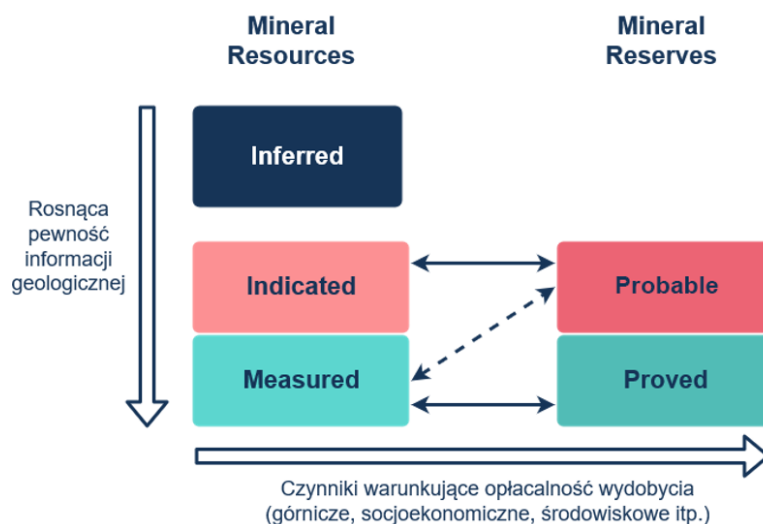 Mineral
Resources
Mineral
Reserves
Inferred
Rosnąca
pewność
informacji
geologicznej
Indicated
Probable
Measured
Proved
Czynniki warunkujące opłacalność wydobycia
(górnicze, socjoekonomiczne, środowiskowe itp.)